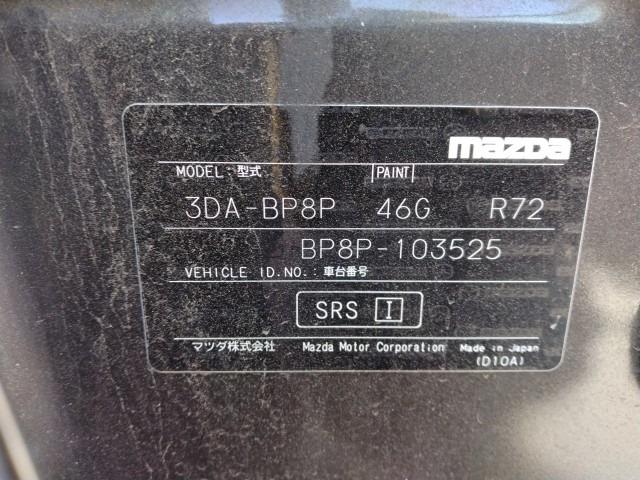 mazda
MODEL:型式 PAINT
3DA-BP8P 46G R72
BP8P-103525
VEHICLE ID.NO.:車台番号
SRS I
マツダ株式会社 Mazda Motor Corporation Made in Japan
(D10A)